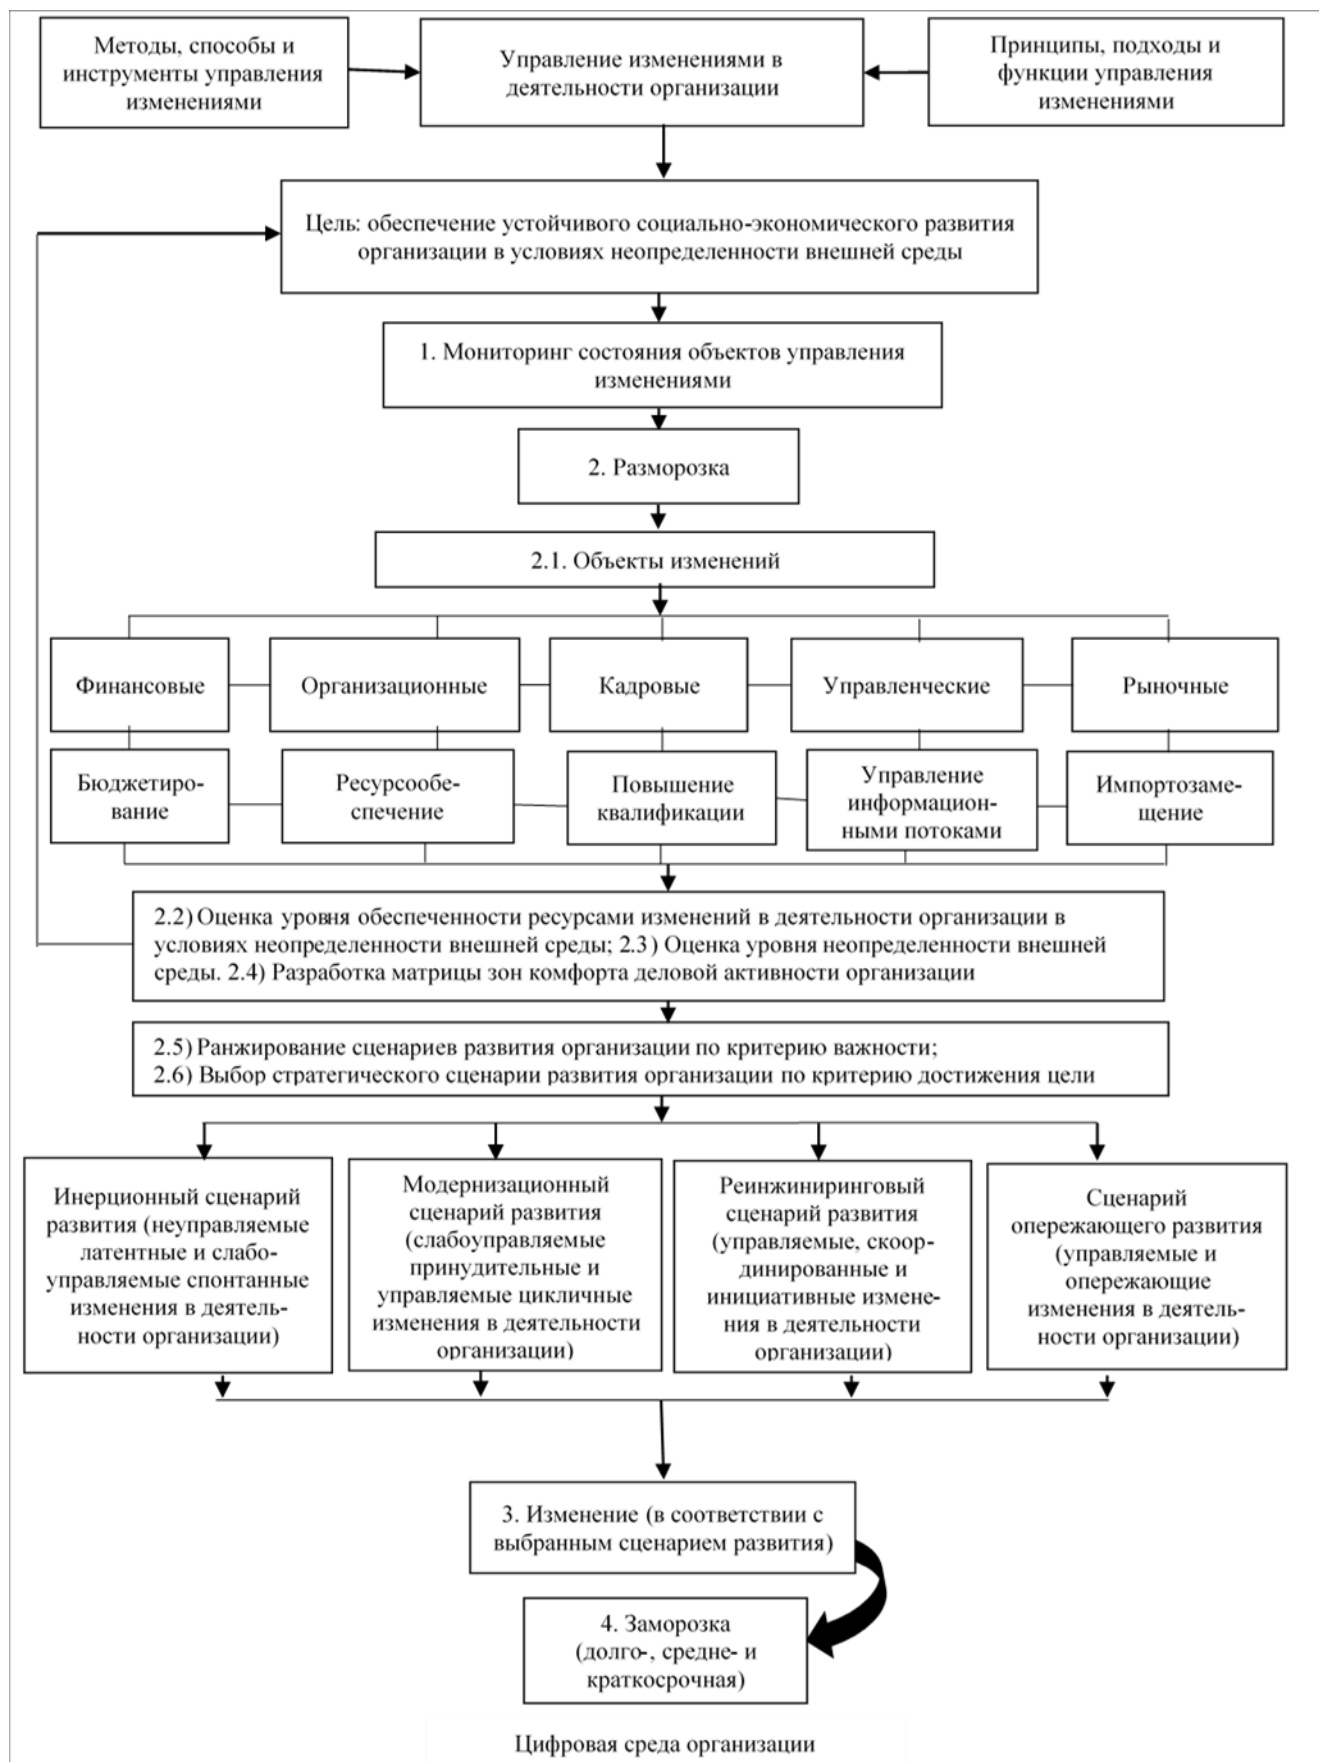 Методы, способы и
инструменты управления
изменениями
Управление изменениями в
деятельности организации
Принципы, подходы и
функции управления
изменениями
Цель: обеспечение устойчивого социально-экономического развития
организации в условиях неопределенности внешней среды
1. Мониторинг состояния объектов управления
изменениями
2. Разморозка
2.1. Объекты изменений
Финансовые
Организационные
Кадровые
Управленческие
Рыночные
Бюджетиро-
вание
Ресурсообе-
спечение
Повышение
квалификации
Управление
информацион-
ными потоками
Импортозаме-
щение
2.2) Оценка уровня обеспеченности ресурсами изменений в деятельности организации в
условиях неопределенности внешней среды; 2.3) Оценка уровня неопределенности внешней
среды. 2.4) Разработка матрицы зон комфорта деловой активности организации
2.5) Ранжирование сценариев развития организации по критерию важности;
2.6) Выбор стратегического сценарии развития организации по критерию достижения цели
Инерционный сценарий
развития (неуправляемые
латентные и слабо-
управляемые спонтанные
изменения в деятель-
ности организации)
Модернизационный
сценарий развития
(слабоуправляемые
принудительные и
управляемые цикличные
изменения в деятельности
организации)
Реинжиниринговый
сценарий развития
(управляемые, скоор-
динированные и
инициативные измене-
ния в деятельности
организации)
Сценарий
опережающего развития
(управляемые и
опережающие
изменения в деятель-
ности организации)
3. Изменение (в соответствии с
выбранным сценарием развития)
4. Заморозка
(долго-, средне- и
краткосрочная)
Цифровая среда организации